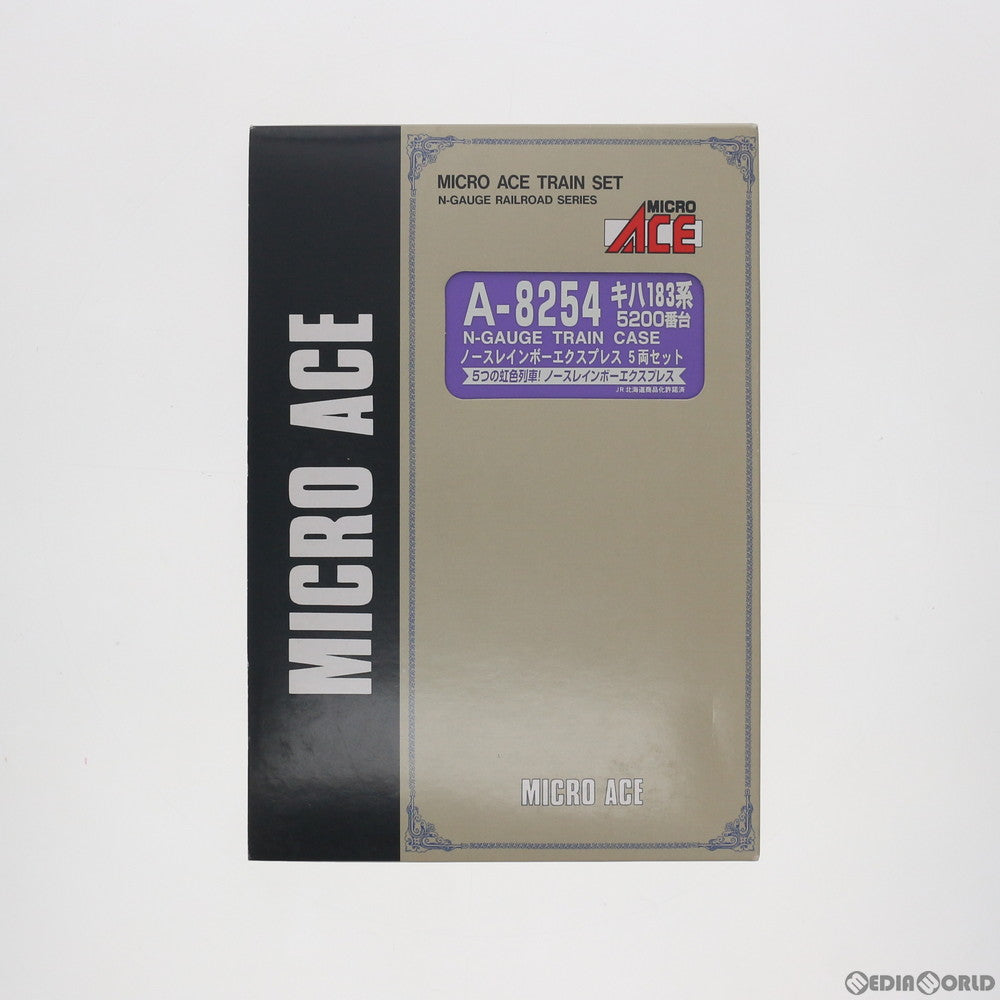 MICRO ACE
MICRO ACE TRAIN SET
N-GAUGE RAILROAD SERIES
MICRO
ACE
A-8254 キハ183系
5200番台
N-GAUGE TRAIN CASE
ノースレインボーエクスプレス 5両セット
5つの虹色列車! ノースレインボーエクスプレス
JR北海道商品化許諾済
MICRO ACE
MEDIAWORLD